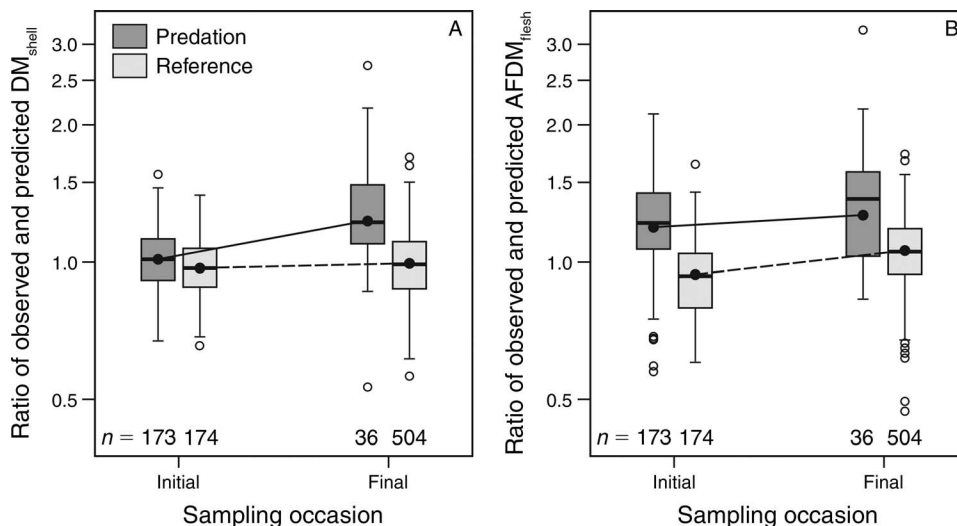 A
Ratio of observed and predicted DMshell
Predation
Reference
3.0
2.5
2.0
1.5
1.0
0.5
n = 173 174 36 504
Initial Final
Sampling occasion
B
Ratio of observed and predicted AFDMflesh
3.0
2.5
2.0
1.5
1.0
0.5
173 174 36 504
Initial Final
Sampling occasion